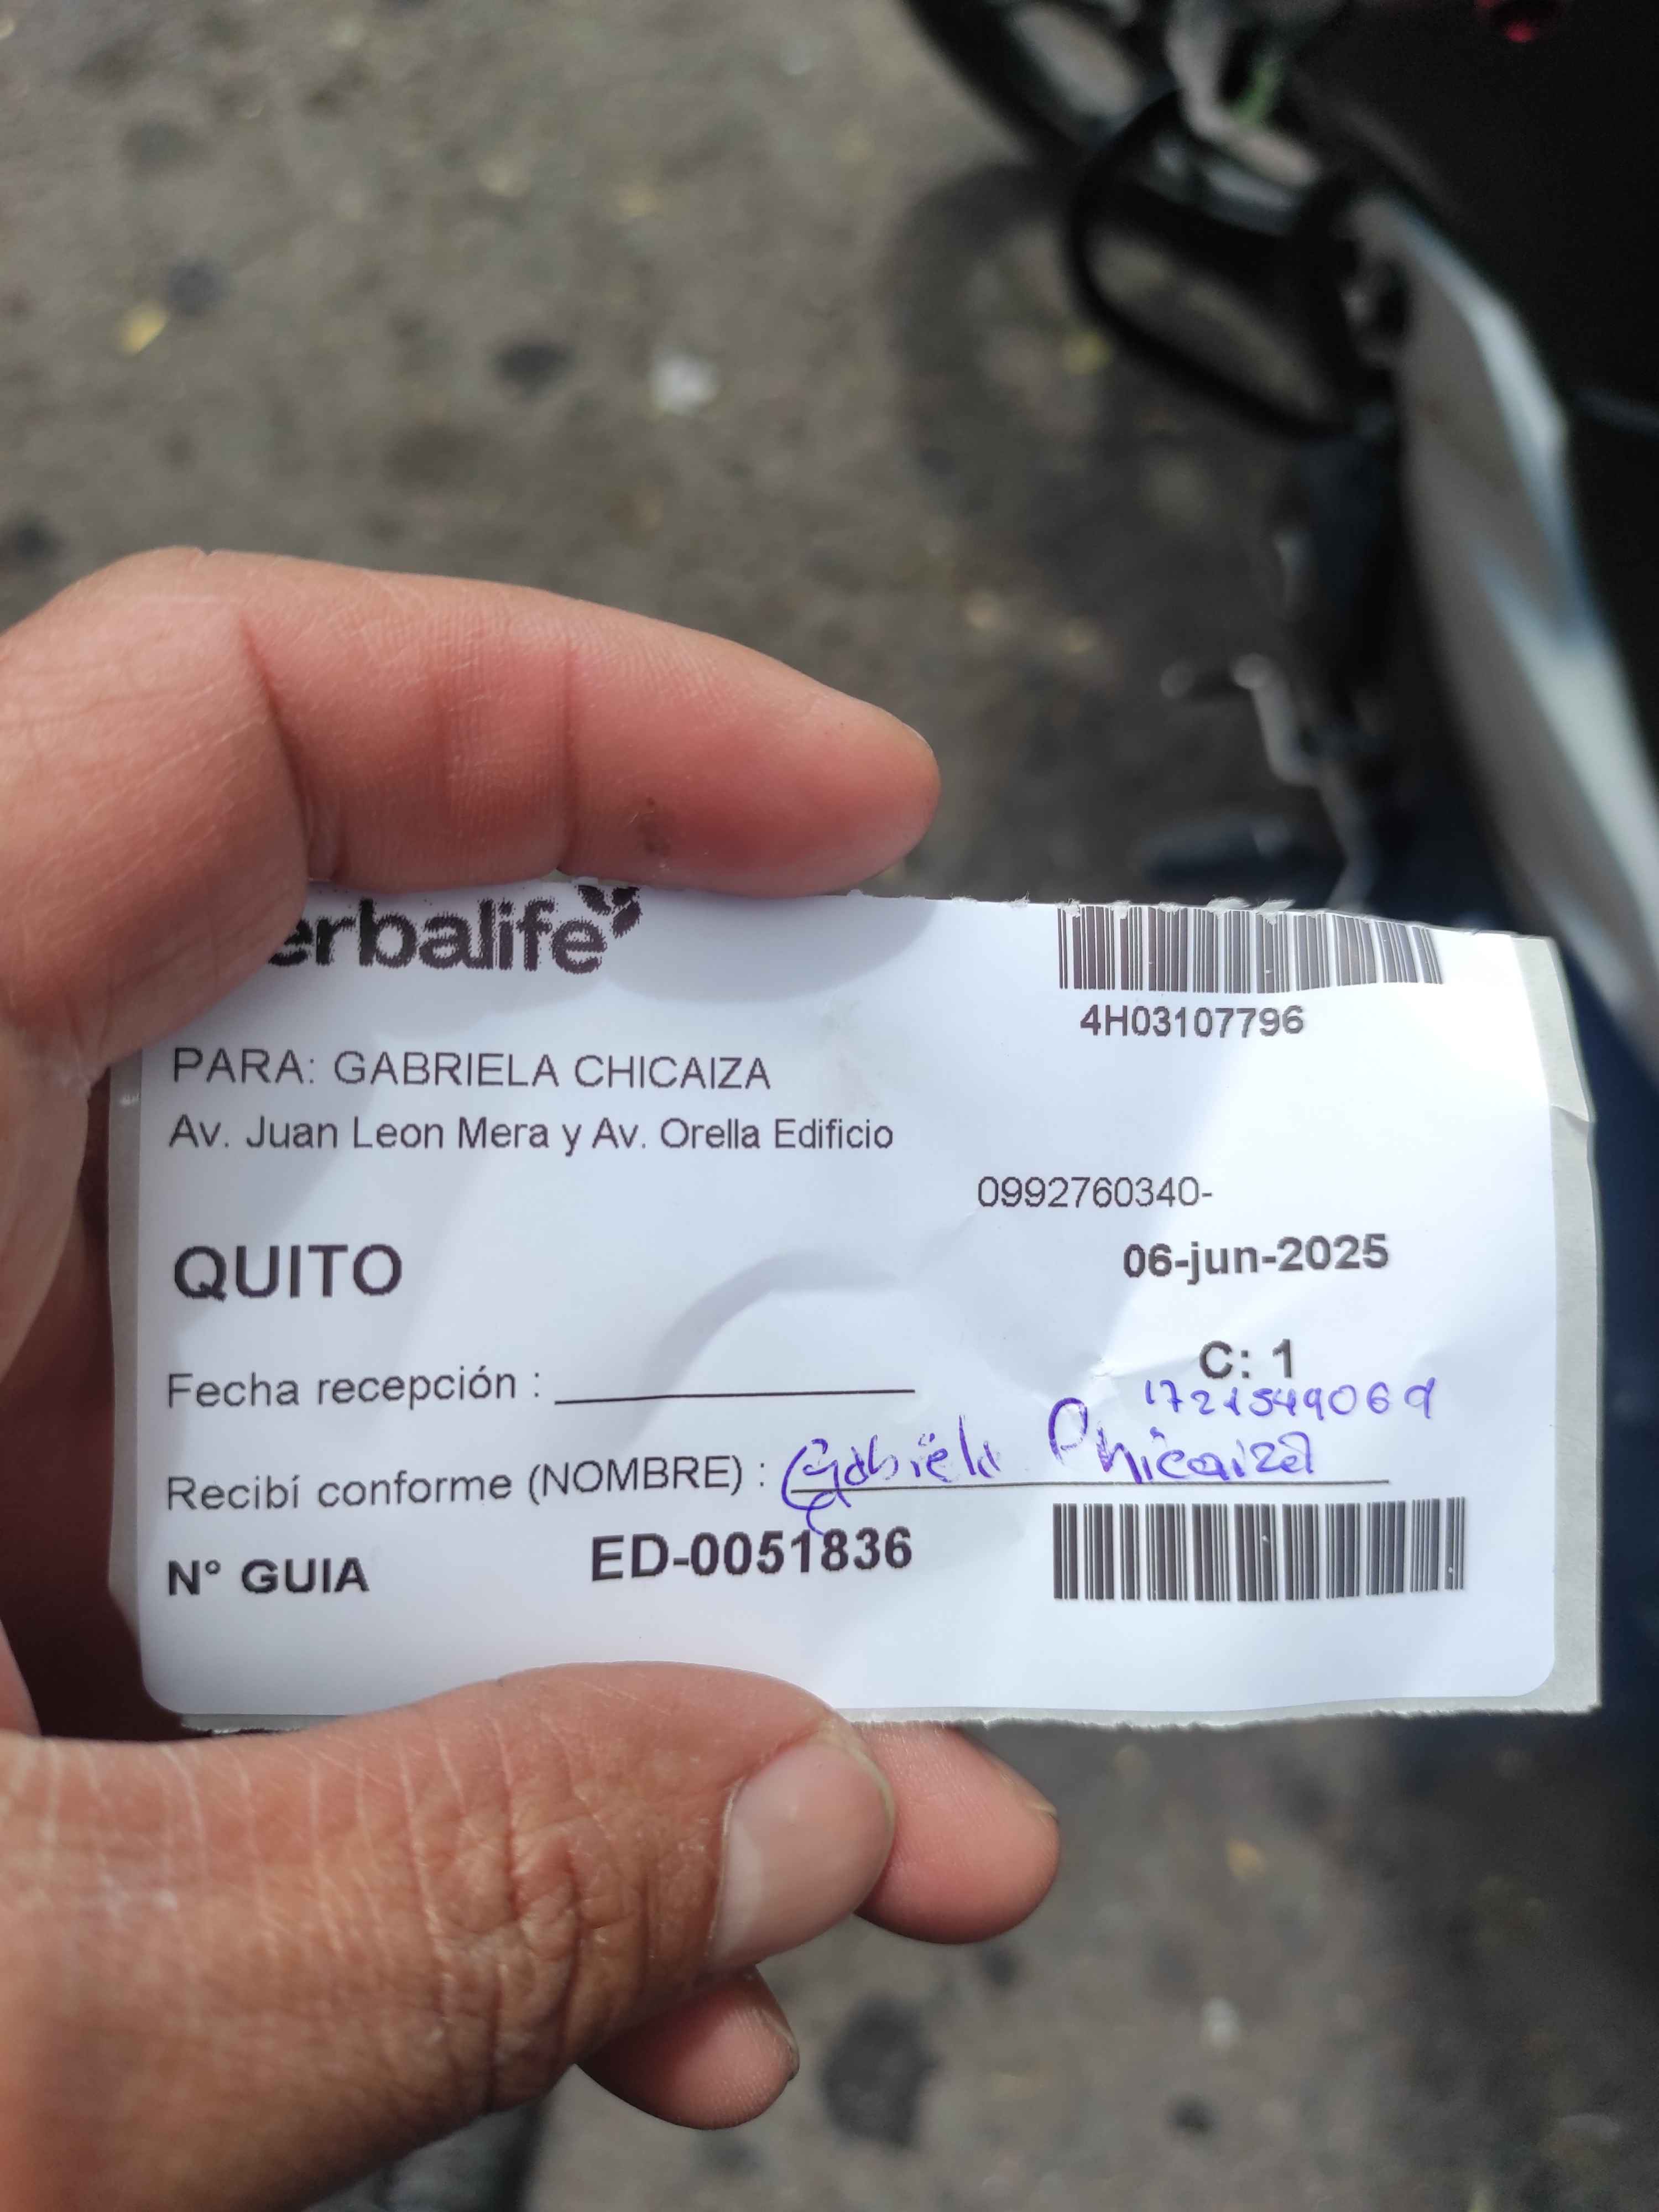 erbalife
4H03107796
PARA: GABRIELA CHICAIZA
Av. Juan Leon Mera y Av. Orella Edificio
0992760340-
QUITO
06-jun-2025
C: 1
Fecha recepción :
1721549069
Recibí conforme (NOMBRE) : Gabriela Chicaiza
N° GUIA ED-0051836